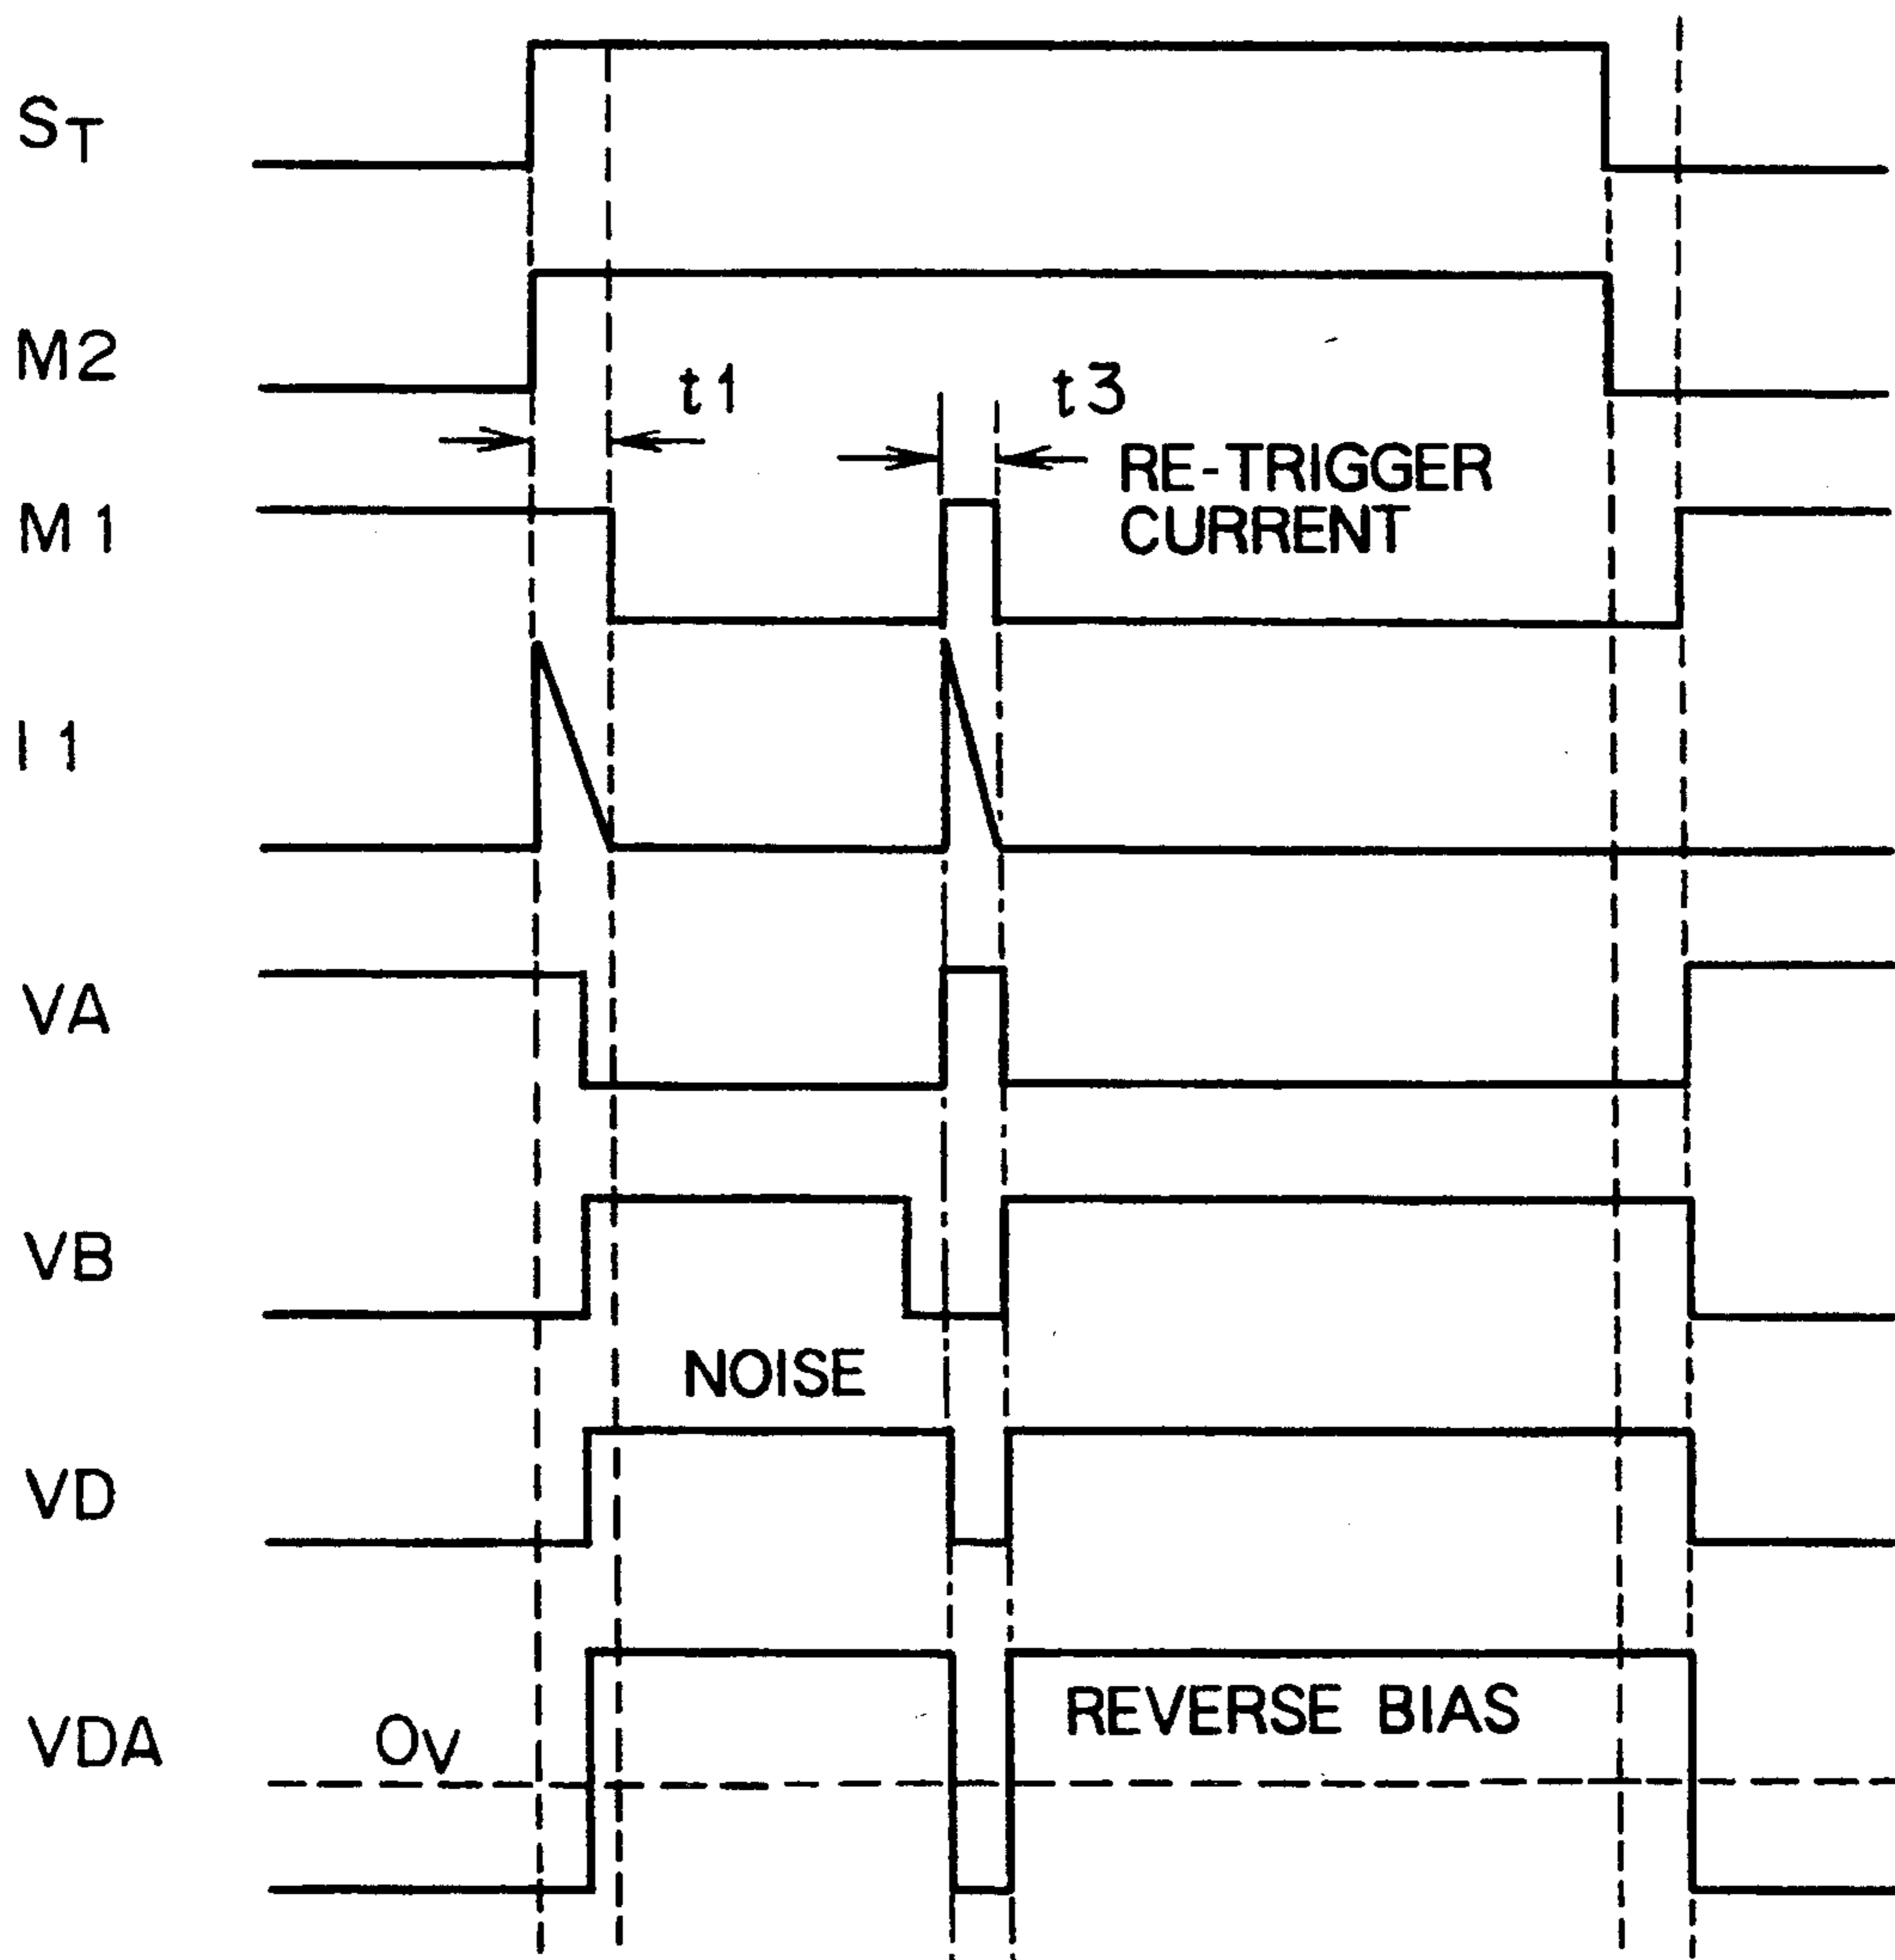 ST
M2
t1
t3
RE-TRIGGER
CURRENT
M1
I1
VA
VB
NOISE
VD
VDA
0V
REVERSE BIAS